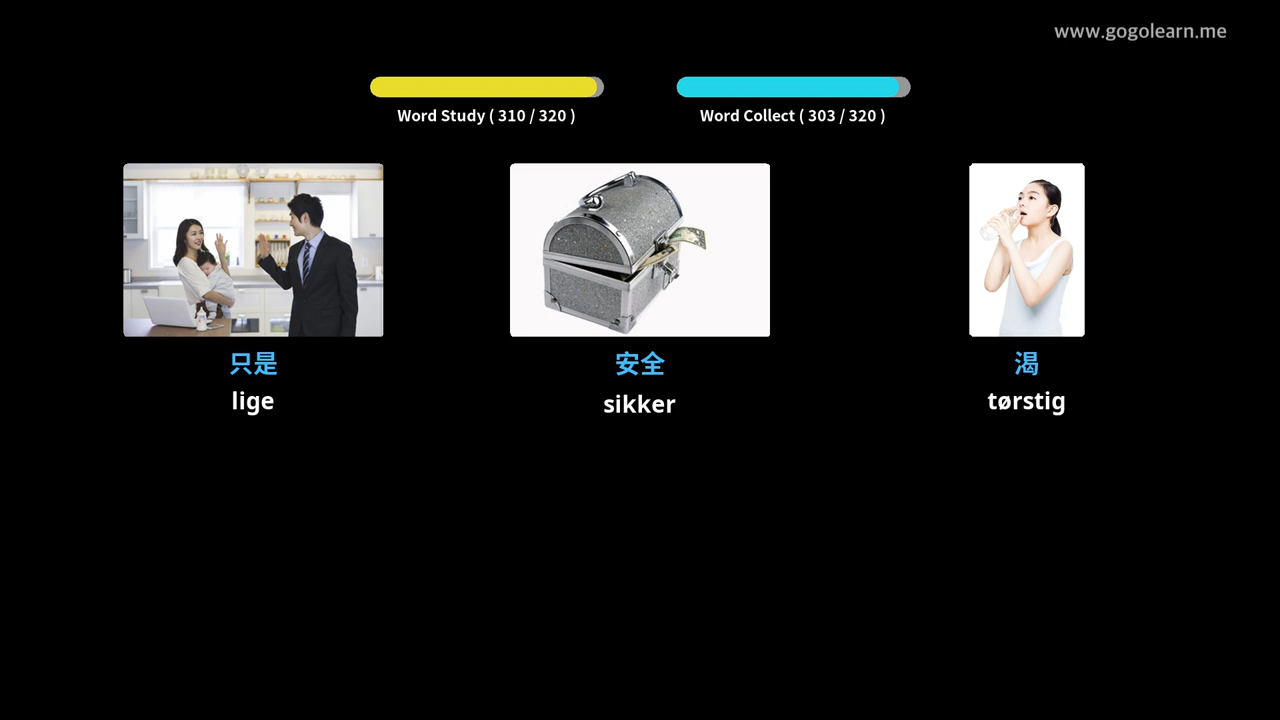 www.gogolearn.me
Word Study ( 310 / 320 )
Word Collect ( 303 / 320 )
只是
lige
安全
sikker
渴
tørstig